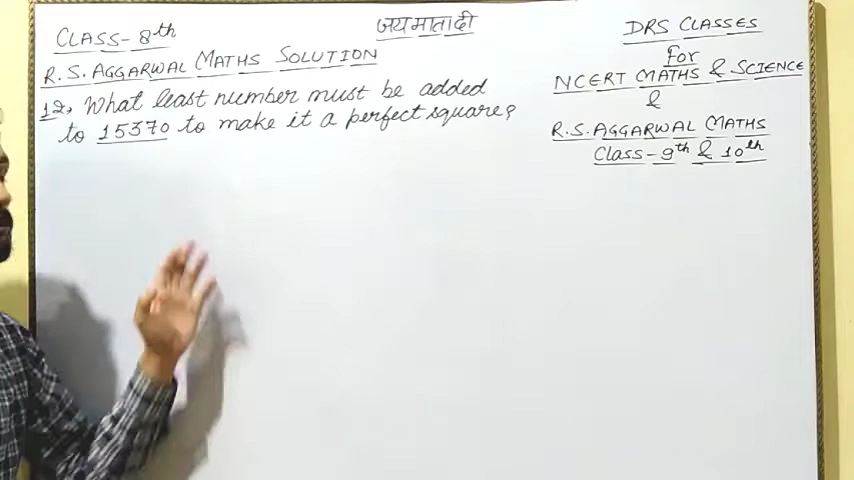 CLASS-8th
जय माता दी
R.S. AGGARWAL MATHS SOLUTION
12, What least number must be added
to 15370 to make it a perfect square?
DRS CLASSES
For
NCERT MATHS & SCIENCE
&
R.S. AGGARWAL MATHS
Class-9th & 10th